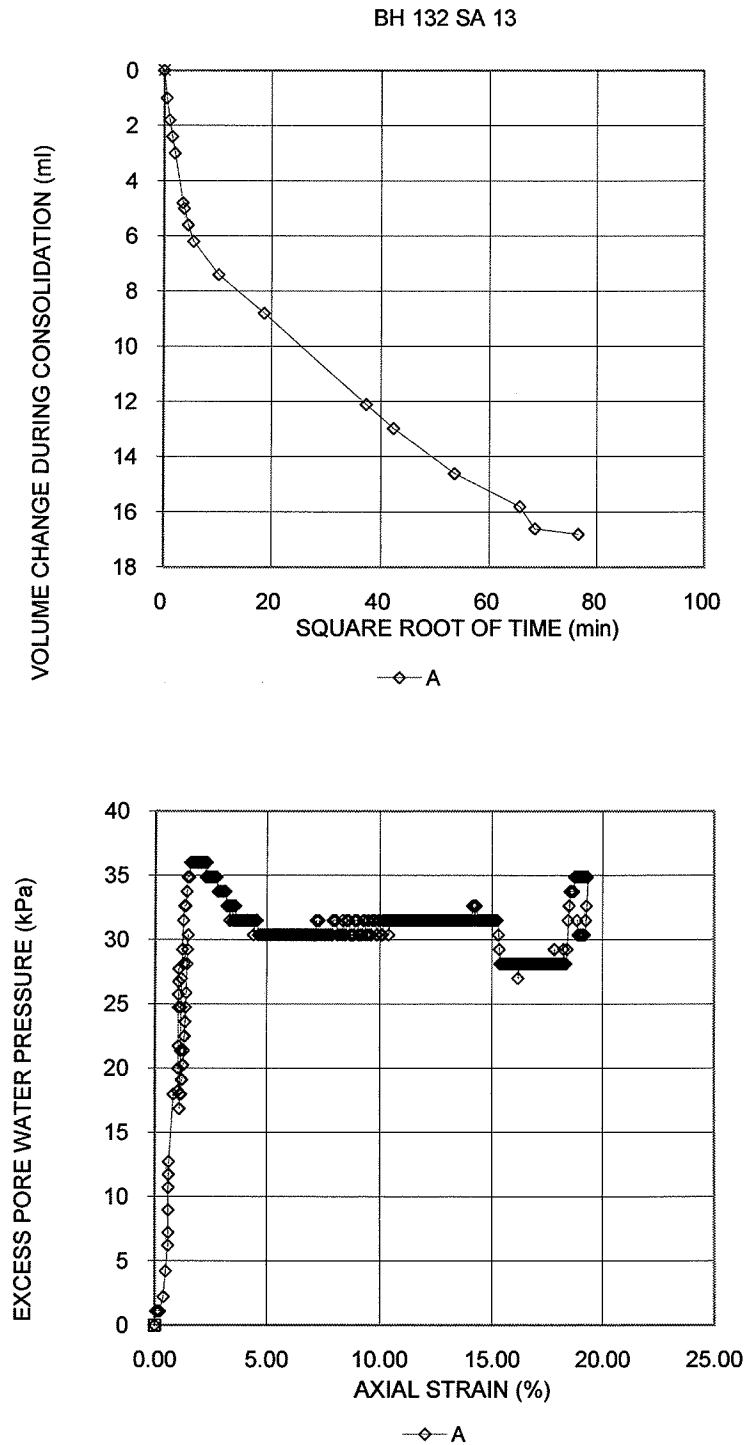 BH 132 SA 13
VOLUME CHANGE DURING CONSOLIDATION (ml)
0
2
4
6
8
10
12
14
16
18
0 20 40 60 80 100
SQUARE ROOT OF TIME (min)
A
EXCESS PORE WATER PRESSURE (kPa)
40
35
30
25
20
15
10
5
0
0.00 5.00 10.00 15.00 20.00 25.00
AXIAL STRAIN (%)
A